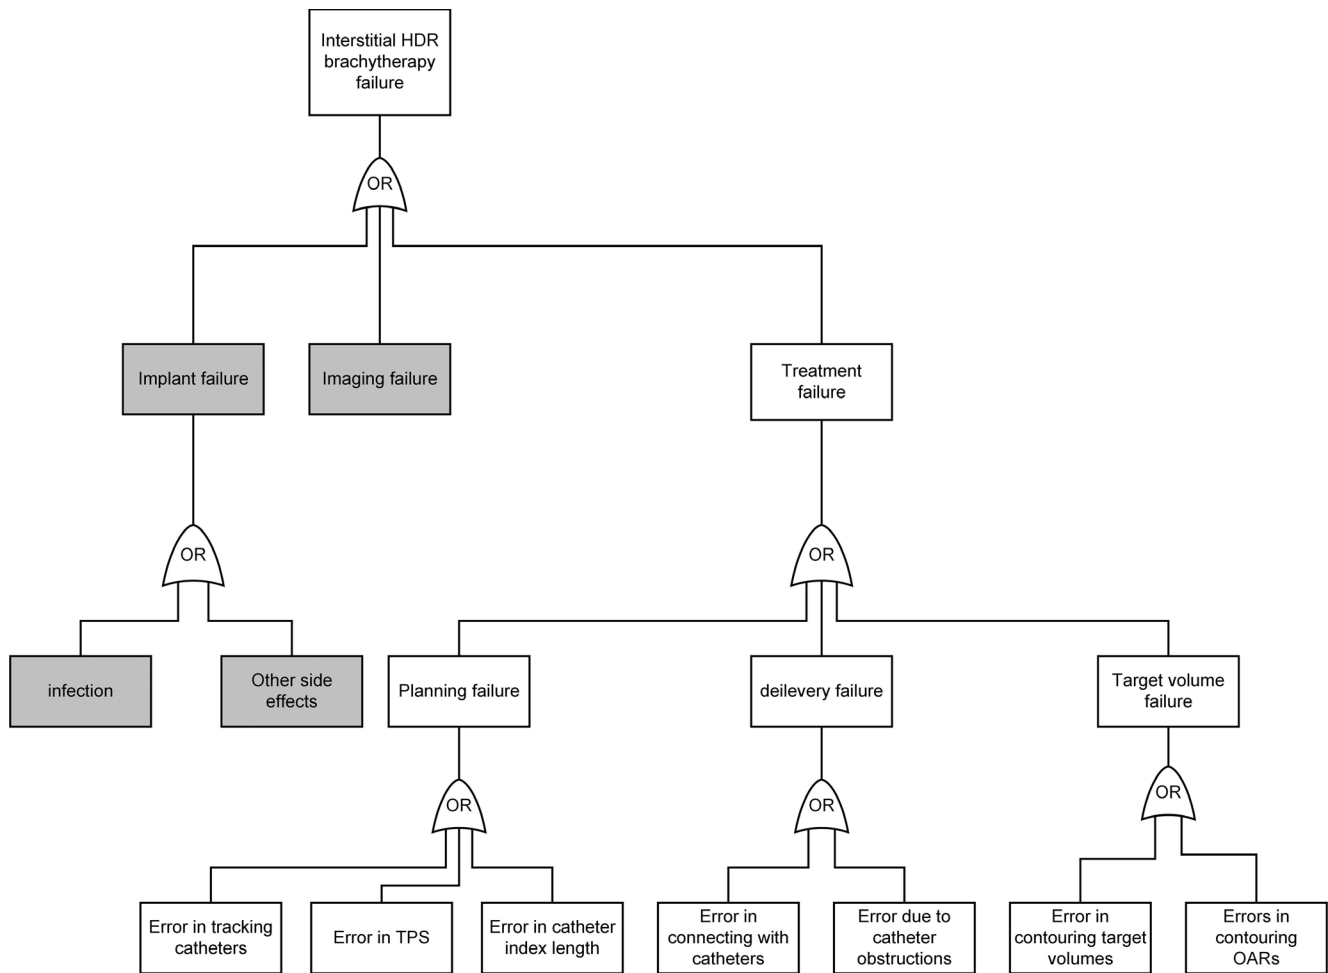 Interstitial HDR
brachytherapy
failure
OR
Implant failure
Imaging failure
Treatment
failure
OR
OR
infection
Other side
effects
Planning failure
deilevery failure
Target volume
failure
OR
OR
OR
Error in tracking
catheters
Error in TPS
Error in catheter
index length
Error in
connecting with
catheters
Error due to
catheter
obstructions
Error in
contouring target
volumes
Errors in
contouring
OARs